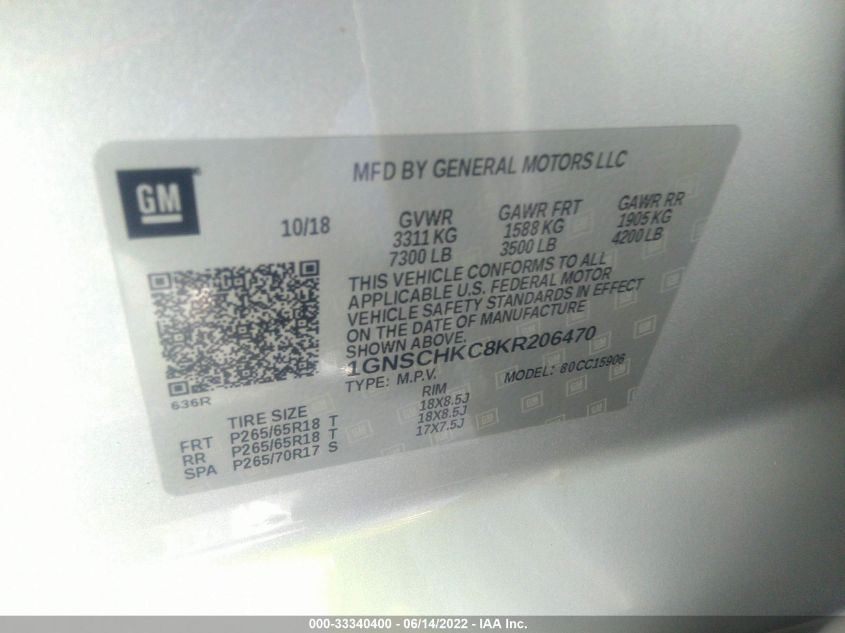 MFD BY GENERAL MOTORS LLC
GM
10/18
GVWR
3311 KG
7300 LB
GAWR FRT
1588 KG
3500 LB
GAWR RR
1905 KG
4200 LB
THIS VEHICLE CONFORMS TO ALL
APPLICABLE U.S. FEDERAL MOTOR
VEHICLE SAFETY STANDARDS IN EFFECT
ON THE DATE OF MANUFACTURE
SHOWN ABOVE.
1GNSCHKC8KR206470
TYPE: M.P.V. MODEL: 80CC15906
636R
TIRE SIZE RIM
FRT P265/65R18 T 18X8.5J
RR P265/65R18 T 18X8.5J
SPA P265/70R17 S 17X7.5J
000-33340400 - 06/14/2022 - IAA Inc.